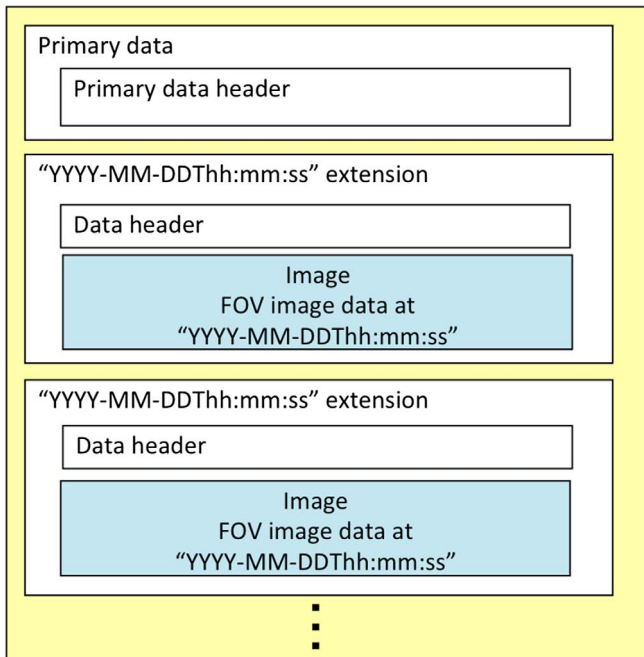 Primary data
Primary data header
“YYYY-MM-DDThh:mm:ss” extension
Data header
Image
FOV image data at
“YYYY-MM-DDThh:mm:ss”
“YYYY-MM-DDThh:mm:ss” extension
Data header
Image
FOV image data at
“YYYY-MM-DDThh:mm:ss”